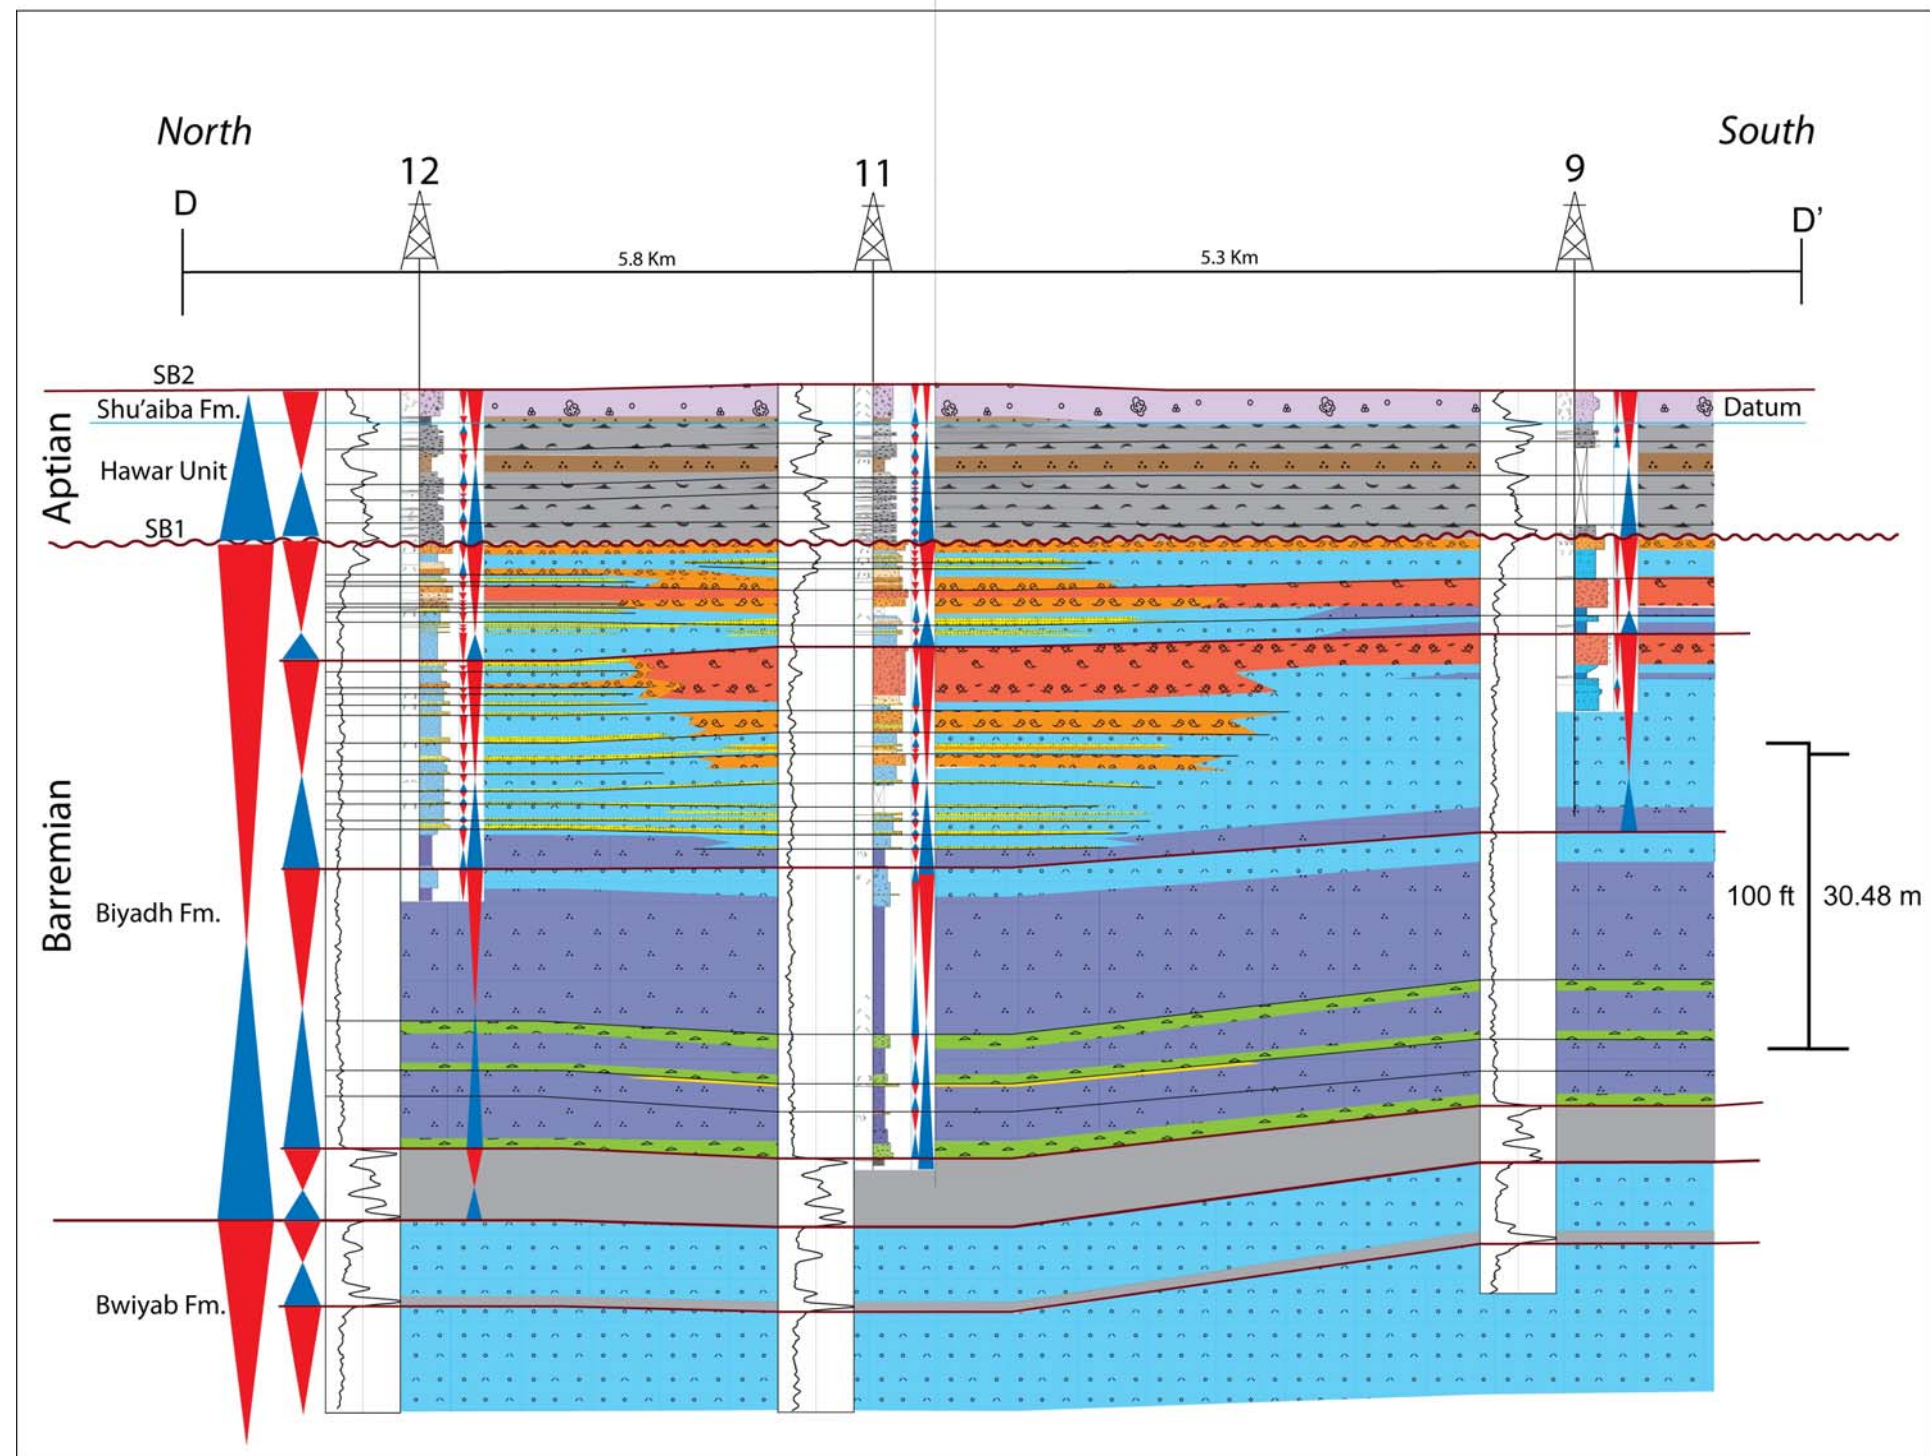 North
South
12
11
9
D
D’
5.8 Km
5.3 Km
SB2
Shu’aiba Fm.
Datum
Aptian
Hawar Unit
SB1
Barremian
Biyadh Fm.
100 ft
30.48 m
Bwiyab Fm.